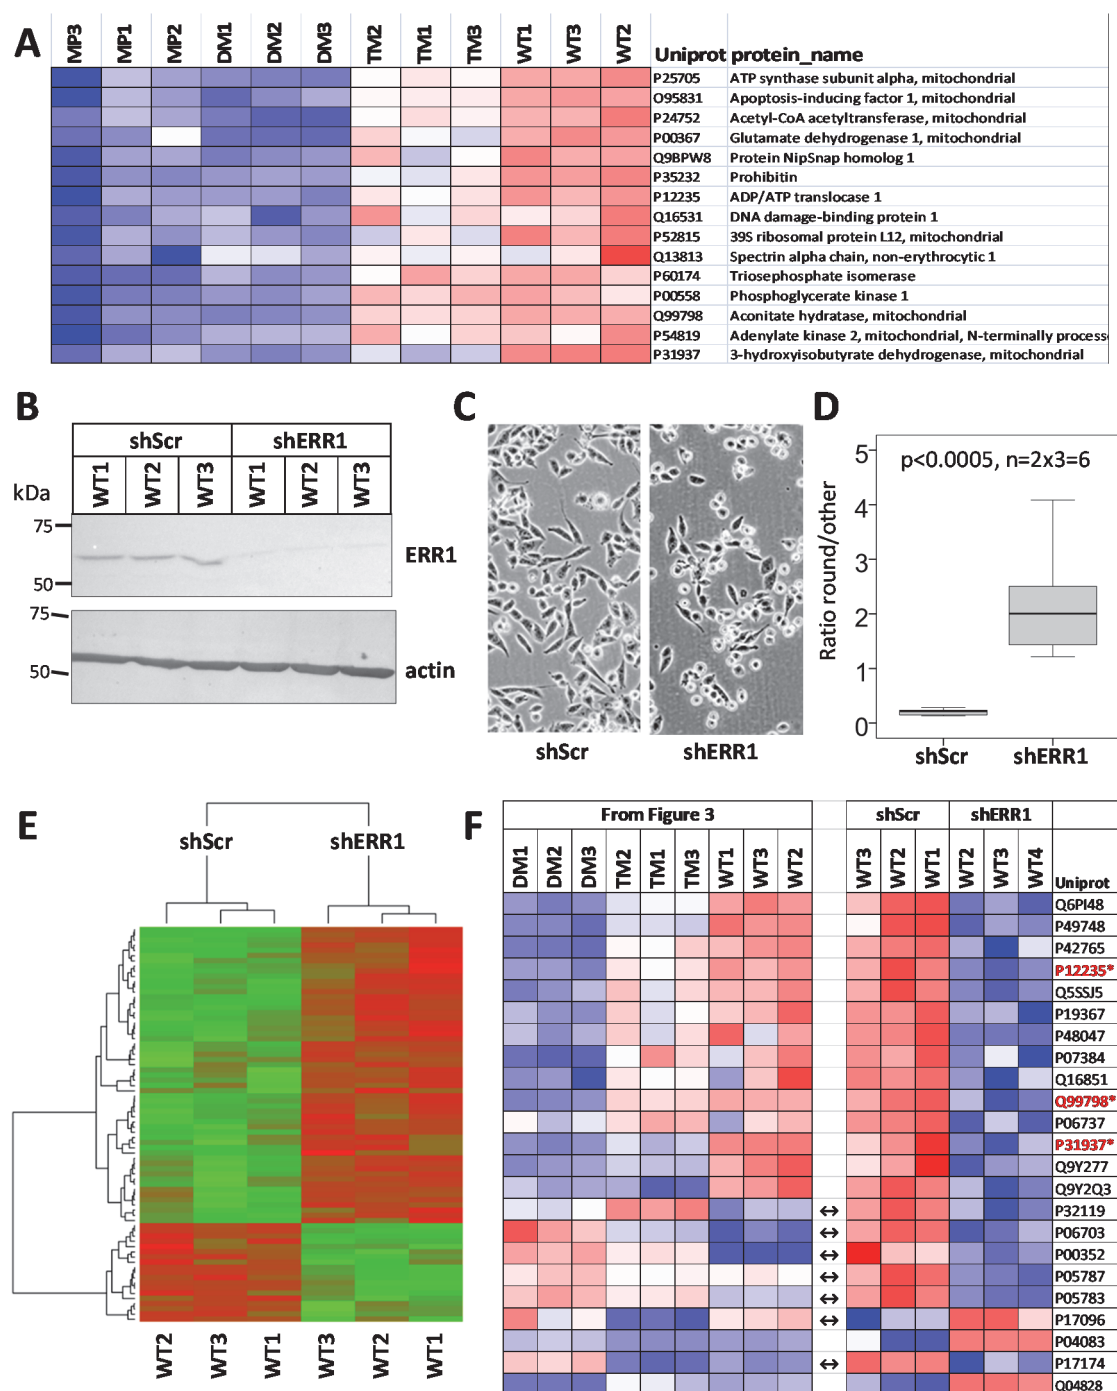 A
MP3 MP1 MP2 DM1 DM2 DM3 TM2 TM1 TM3 WT1 WT3 WT2 Uniprot protein_name
P25705 ATP synthase subunit alpha, mitochondrial
O95831 Apoptosis-inducing factor 1, mitochondrial
P24752 Acetyl-CoA acetyltransferase, mitochondrial
P00367 Glutamate dehydrogenase 1, mitochondrial
Q9BPW8 Protein NipSnap homolog 1
P35232 Prohibitin
P12235 ADP/ATP translocase 1
Q16531 DNA damage-binding protein 1
P52815 39S ribosomal protein L12, mitochondrial
Q13813 Spectrin alpha chain, non-erythrocytic 1
P60174 Triosephosphate isomerase
P00558 Phosphoglycerate kinase 1
Q99798 Aconitate hydratase, mitochondrial
P54819 Adenylate kinase 2, mitochondrial, N-terminally process
P31937 3-hydroxyisobutyrate dehydrogenase, mitochondrial
B
shScr shERR1
WT1 WT2 WT3 WT1 WT2 WT3
kDa
75
50
ERR1
75
50
actin
C
shScr shERR1
D
p<0.0005, n=2x3=6
Ratio round/other
5
4
3
2
1
0
shScr shERR1
E
shScr shERR1
WT2 WT3 WT1 WT3 WT2 WT1
F
From Figure 3 shScr shERR1
DM1 DM2 DM3 TM2 TM1 TM3 WT1 WT3 WT2 WT3 WT2 WT1 WT2 WT3 WT4 Uniprot
Q6PI48
P49748
P42765
P12235*
Q5SSJ5
P19367
P48047
P07384
Q16851
Q99798*
P06737
P31937*
Q9Y277
Q9Y2Q3
↔ P32119
↔ P06703
↔ P00352
↔ P05787
↔ P05783
↔ P17096
P04083
↔ P17174
Q04828